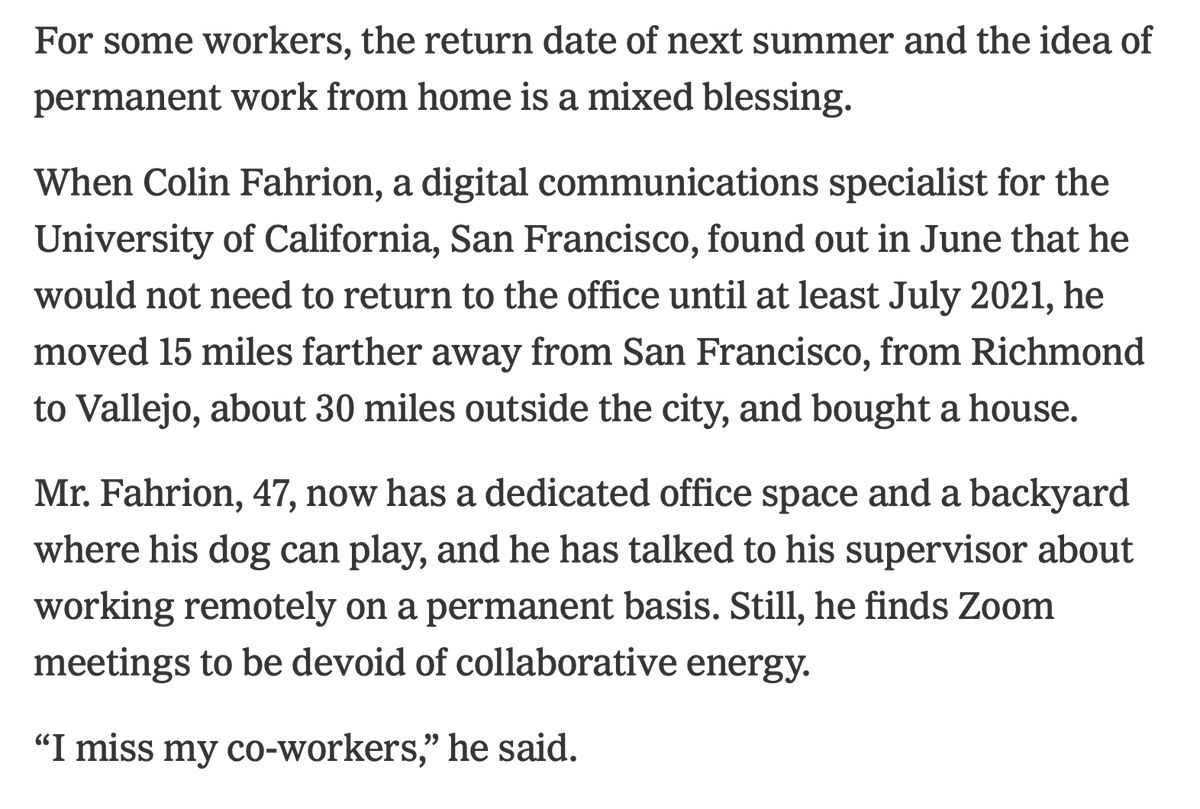 For some workers, the return date of next summer and the idea of
permanent work from home is a mixed blessing.
When Colin Fahrion, a digital communications specialist for the
University of California, San Francisco, found out in June that he
would not need to return to the office until at least July 2021, he
moved 15 miles farther away from San Francisco, from Richmond
to Vallejo, about 30 miles outside the city, and bought a house.
Mr. Fahrion, 47, now has a dedicated office space and a backyard
where his dog can play, and he has talked to his supervisor about
working remotely on a permanent basis. Still, he finds Zoom
meetings to be devoid of collaborative energy.
“I miss my co-workers,” he said.